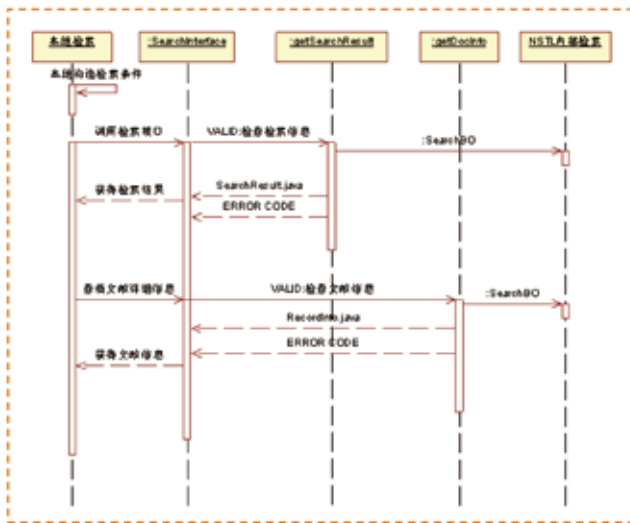 本地检索
:SearchInterface
:getSearchResult
:getDocInfo
NSTL内部检索
本地构造检索条件
调用检索接口
VALID:检查检索信息
:SearchBO
SearchResult.java
获得检索结果
ERROR CODE
查看文献详细信息
VALID:检查文献信息
:SearchBO
RecordInfo.java
ERROR CODE
获得文献信息